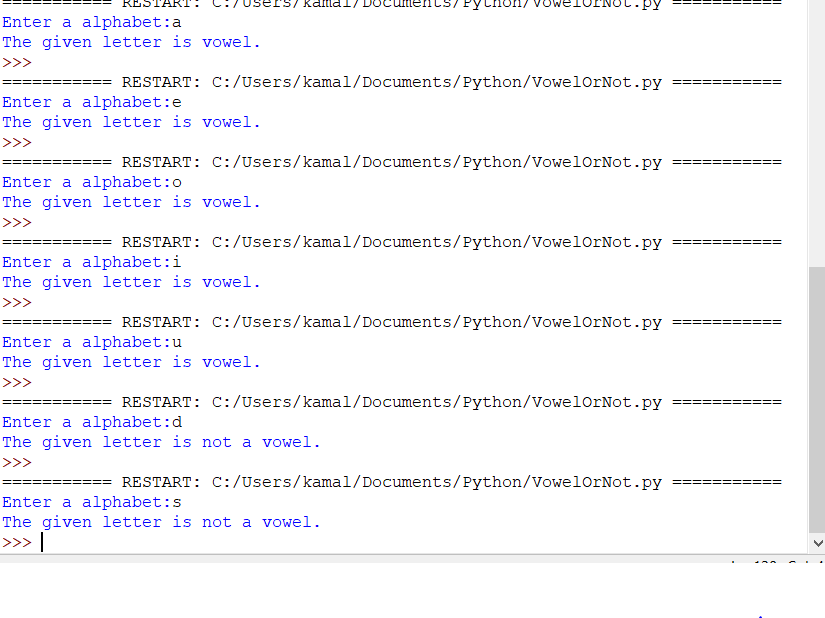 =========== RESTART: C:/Users/kamal/Documents/Python/VowelOrNot.py ===========
Enter a alphabet:a
The given letter is vowel.
>>>
=========== RESTART: C:/Users/kamal/Documents/Python/VowelOrNot.py ===========
Enter a alphabet:e
The given letter is vowel.
>>>
=========== RESTART: C:/Users/kamal/Documents/Python/VowelOrNot.py ===========
Enter a alphabet:o
The given letter is vowel.
>>>
=========== RESTART: C:/Users/kamal/Documents/Python/VowelOrNot.py ===========
Enter a alphabet:i
The given letter is vowel.
>>>
=========== RESTART: C:/Users/kamal/Documents/Python/VowelOrNot.py ===========
Enter a alphabet:u
The given letter is vowel.
>>>
=========== RESTART: C:/Users/kamal/Documents/Python/VowelOrNot.py ===========
Enter a alphabet:d
The given letter is not a vowel.
>>>
=========== RESTART: C:/Users/kamal/Documents/Python/VowelOrNot.py ===========
Enter a alphabet:s
The given letter is not a vowel.
>>>